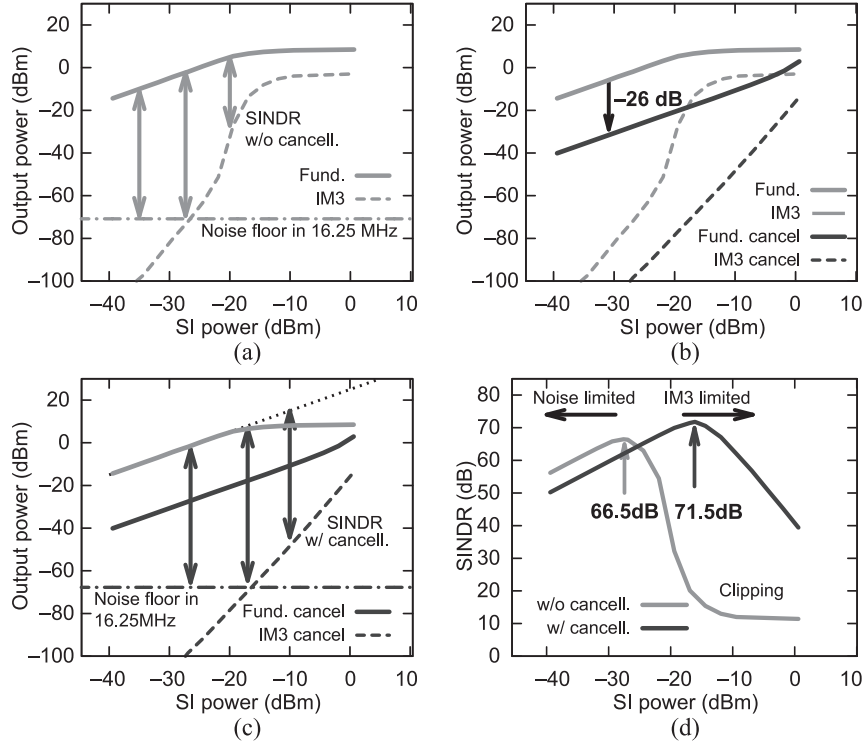 20
0
−20
−40
−60
−80
−100
Output power (dBm)
SINDR
w/o cancell.
Fund.
IM3
Noise floor in 16.25 MHz
−40 −30 −20 −10 0 10
SI power (dBm)
(a)
20
0
−20
−40
−60
−80
−100
Output power (dBm)
−26 dB
Fund.
IM3
Fund. cancel
IM3 cancel
−40 −30 −20 −10 0 10
SI power (dBm)
(b)
20
0
−20
−40
−60
−80
−100
Output power (dBm)
SINDR
w/ cancell.
Noise floor in
16.25MHz
Fund. cancel
IM3 cancel
−40 −30 −20 −10 0 10
SI power (dBm)
(c)
80
70
60
50
40
30
20
10
0
SINDR (dB)
Noise limited IM3 limited
66.5dB 71.5dB
Clipping
w/o cancell.
w/ cancell.
−40 −30 −20 −10 0 10
SI power (dBm)
(d)